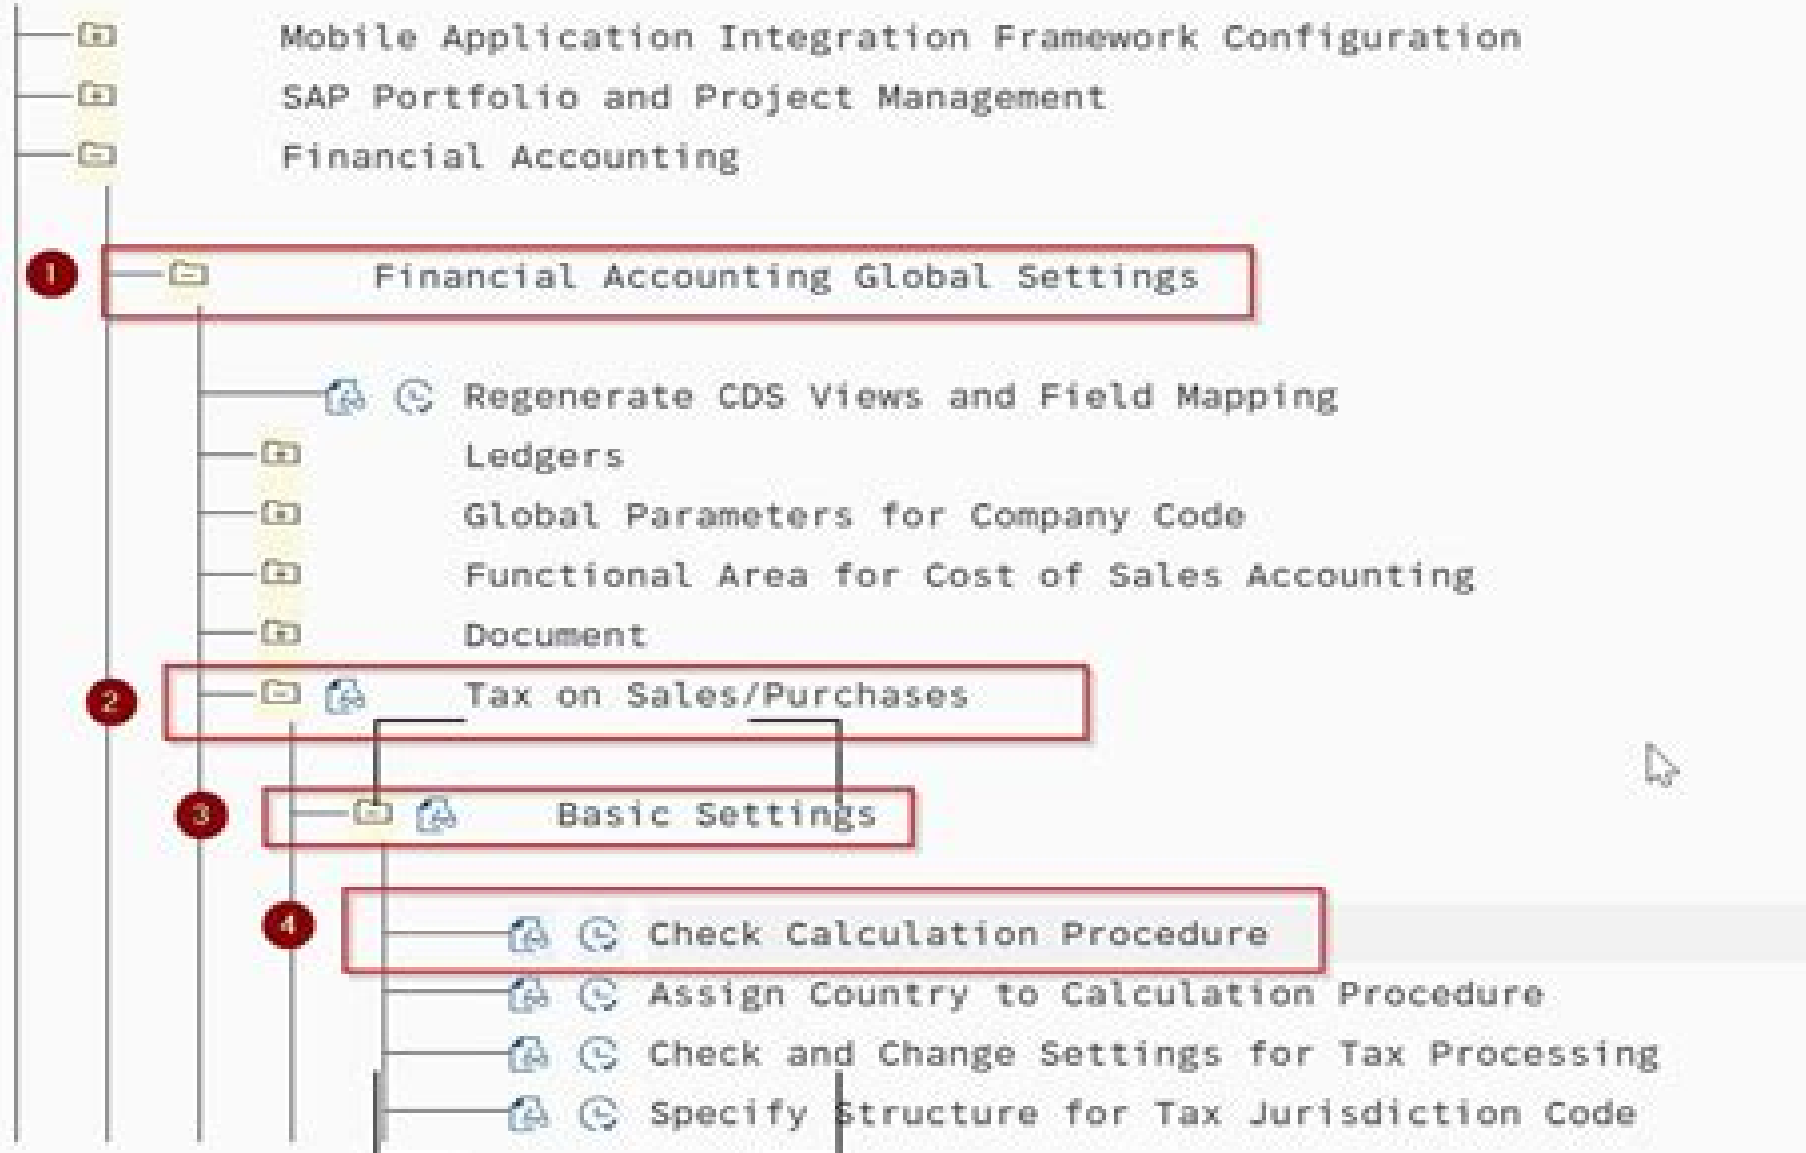 Mobile Application Integration Framework Configuration
SAP Portfolio and Project Management
Financial Accounting
1 Financial Accounting Global Settings
Regenerate CDS Views and Field Mapping
Ledgers
Global Parameters for Company Code
Functional Area for Cost of Sales Accounting
Document
2 Tax on Sales/Purchases
3 Basic Settings
4 Check Calculation Procedure
Assign Country to Calculation Procedure
Check and Change Settings for Tax Processing
Specify Structure for Tax Jurisdiction Code